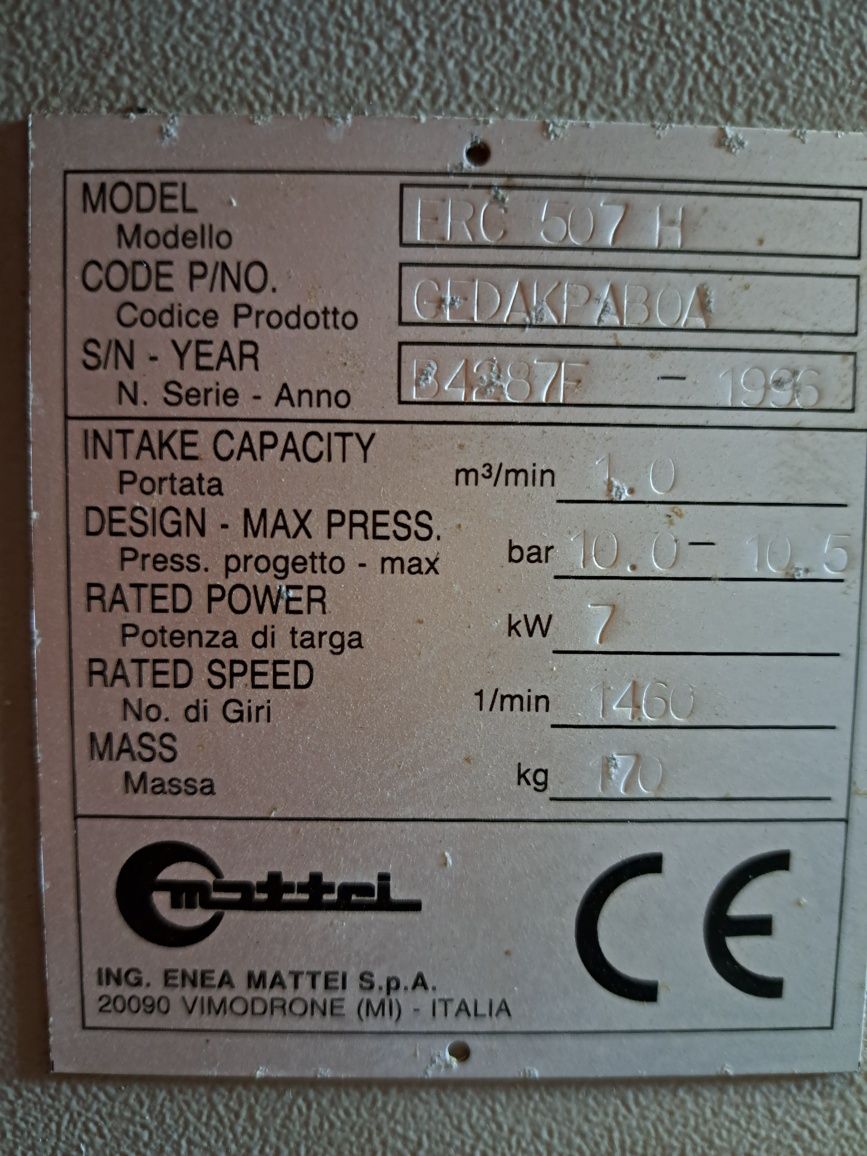 MODEL ERC 507 H
Modello
CODE P/NO. GEDAKPAB0A
Codice Prodotto
S/N - YEAR B4287F - 1996
N. Serie - Anno
INTAKE CAPACITY
Portata m³/min 1.0
DESIGN - MAX PRESS.
Press. progetto - max bar 10.0 - 10.5
RATED POWER
Potenza di targa kW 7
RATED SPEED
No. di Giri 1/min 1460
MASS
Massa kg 170
mattei CE
ING. ENEA MATTEI S.p.A.
20090 VIMODRONE (MI) - ITALIA